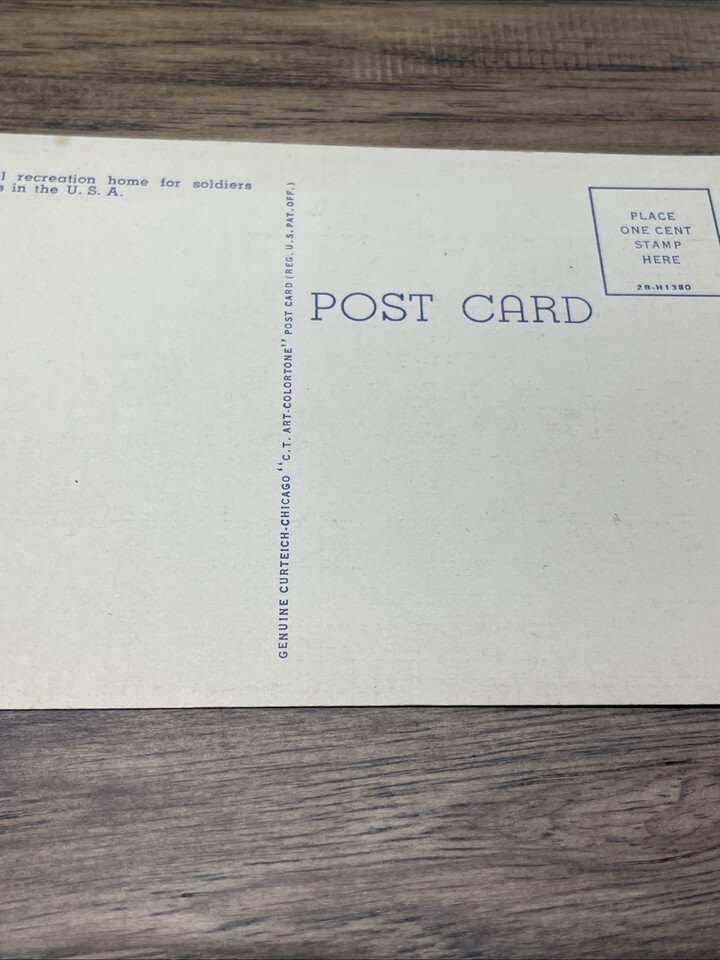 l recreation home for soldiers
s in the U. S. A.
GENUINE CURTEICH-CHICAGO "C.T. ART-COLORTONE" POST CARD (REG. U.S. PAT. OFF.)
POST CARD
PLACE
ONE CENT
STAMP
HERE
2B-H1380